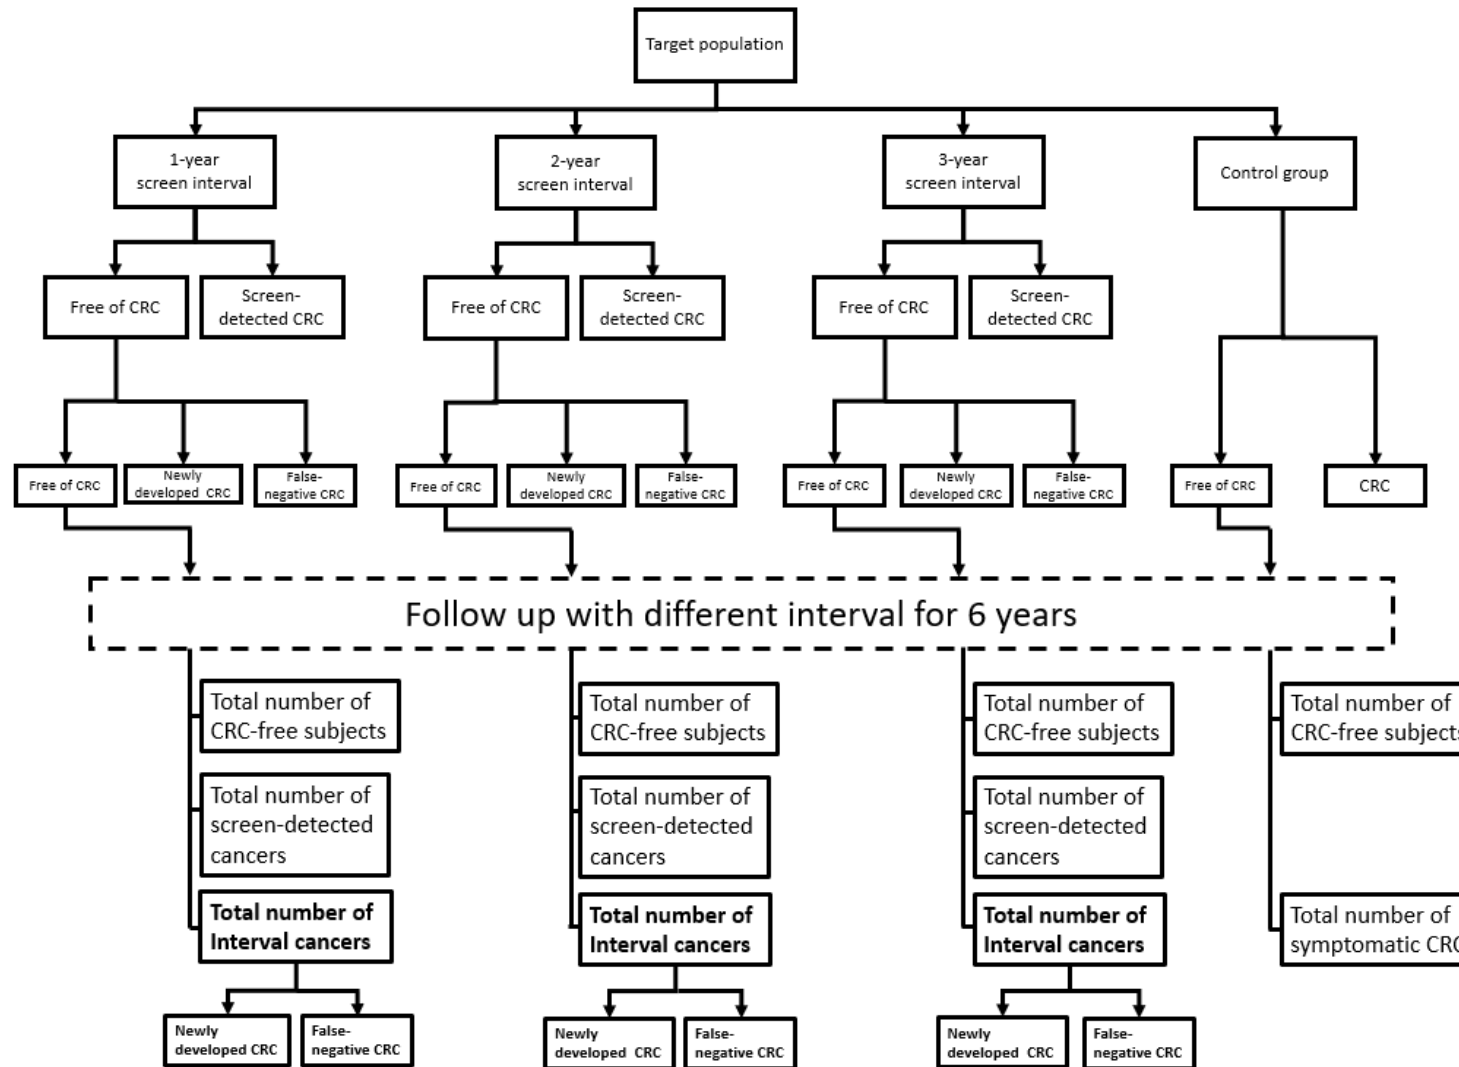 Target population
1-year
screen interval
2-year
screen interval
3-year
screen interval
Control group
Free of CRC
Screen-
detected CRC
Free of CRC
Screen-
detected CRC
Free of CRC
Screen-
detected CRC
Free of CRC
Newly
developed CRC
False-
negative CRC
Free of CRC
Newly
developed CRC
False-
negative CRC
Free of CRC
Newly
developed CRC
False-
negative CRC
Free of CRC
CRC
Follow up with different interval for 6 years
Total number of
CRC-free subjects
Total number of
CRC-free subjects
Total number of
CRC-free subjects
Total number of
CRC-free subjects
Total number of
screen-detected
cancers
Total number of
screen-detected
cancers
Total number of
screen-detected
cancers
Total number of
Interval cancers
Total number of
Interval cancers
Total number of
Interval cancers
Total number of
symptomatic CRC
Newly
developed CRC
False-
negative CRC
Newly
developed CRC
False-
negative CRC
Newly
developed CRC
False-
negative CRC